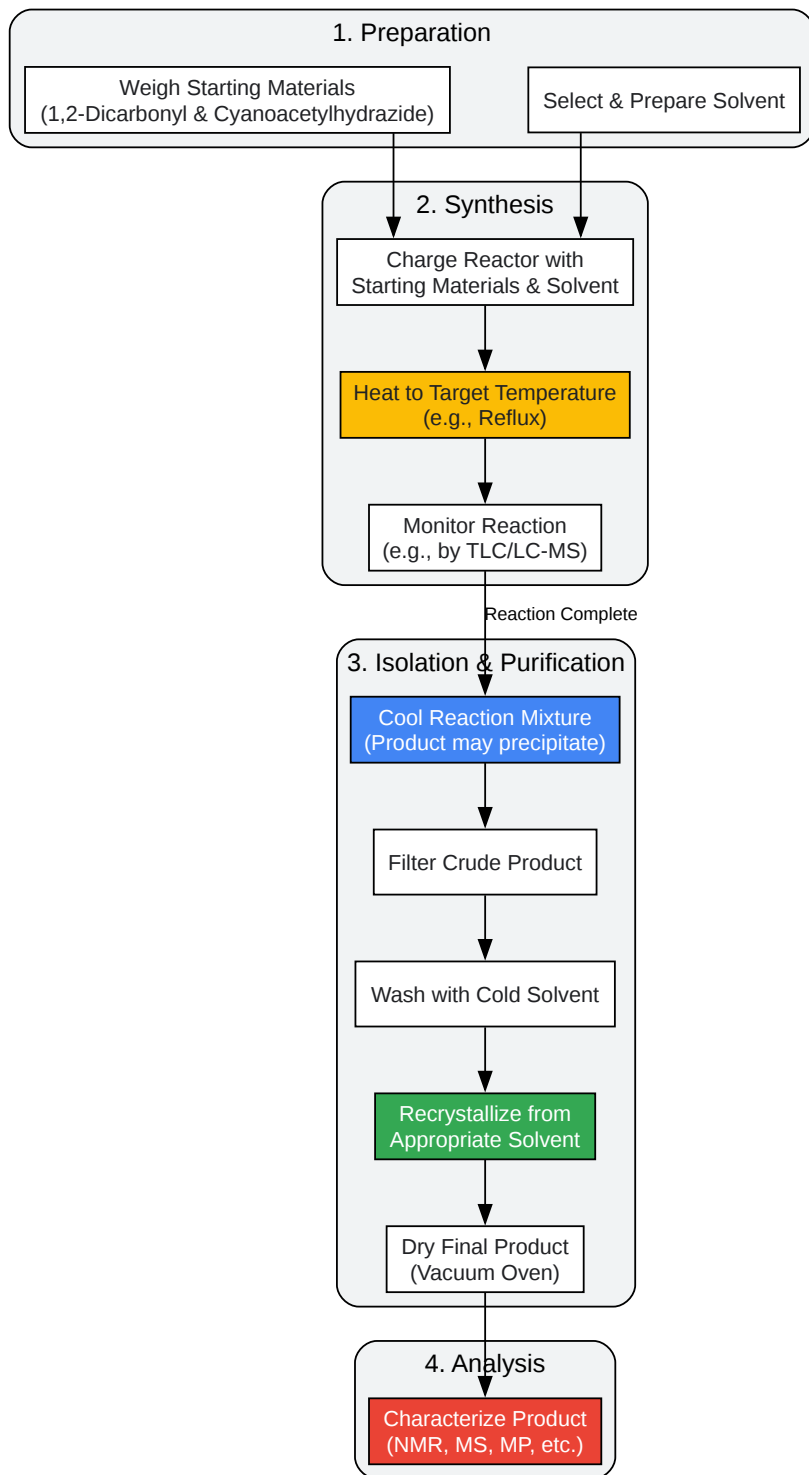 1. Preparation
Weigh Starting Materials
(1,2-Dicarbonyl & Cyanoacetylhydrazide)
Select & Prepare Solvent
2. Synthesis
Charge Reactor with
Starting Materials & Solvent
Heat to Target Temperature
(e.g., Reflux)
Monitor Reaction
(e.g., by TLC/LC-MS)
Reaction Complete
3. Isolation & Purification
Cool Reaction Mixture
(Product may precipitate)
Filter Crude Product
Wash with Cold Solvent
Recrystallize from
Appropriate Solvent
Dry Final Product
(Vacuum Oven)
4. Analysis
Characterize Product
(NMR, MS, MP, etc.)